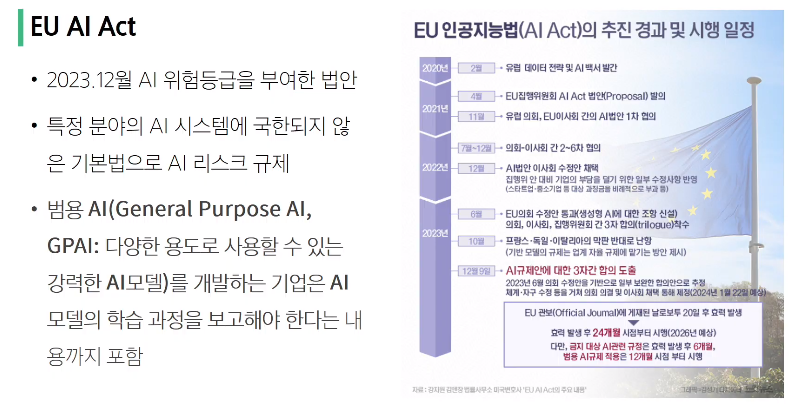 EU AI Act
• 2023.12월 AI 위험등급을 부여한 법안
• 특정 분야의 AI 시스템에 국한되지 않
은 기본법으로 AI 리스크 규제
• 범용 AI(General Purpose AI,
GPAI: 다양한 용도로 사용할 수 있는
강력한 AI모델)를 개발하는 기업은 AI
모델의 학습 과정을 보고해야 한다는 내
용까지 포함
EU 인공지능법(AI Act)의 추진 경과 및 시행 일정
2020년 2월 유럽 데이터 전략 및 AI 백서 발간
2021년 4월 EU집행위원회 AI Act 법안(Proposal) 발의
11월 유럽 의회, EU이사회 간의 AI법안 1차 협의
2022년 7월~12월 의회·이사회 간 2~6차 협의
12월 AI법안 이사회 수정안 채택
집행위 안 대비 기업의 부담을 덜기 위한 일부 수정사항 반영
(스타트업·중소기업 등 대상 과징금을 비례적으로 부과 등)
2023년 6월 EU의회 수정안 통과(생성형 AI에 대한 조항 신설)
의회, 이사회, 집행위원회 간 3자 합의(trilogue)착수
10월 프랑스·독일·이탈리아의 막판 반대로 난항
(기반 모델의 규제는 업계 자율 규제에 맡기는 방안 제시)
12월 9일 AI규제안에 대한 3자간 합의 도출
2023년 6월 의회 수정안을 기반으로 일부 보완한 합의안으로 추정
체계·자구 수정 등을 거쳐 의회 의결 및 이사회 채택 통해 제정(2024년 1월 22일 예상)
EU 관보(Official Journal)에 게재된 날로보투 20일 후 효력 발생
효력 발생 후 24개월 시점부터 시행(2026년 예상)
다만, 금지 대상 AI관련 규정은 효력 발생 후 6개월,
범용 AI규제 적용은 12개월 시점 부터 시행
자료 : 강지원 김앤장 법률사무소 미국변호사 'EU AI Act의 주요 내용'